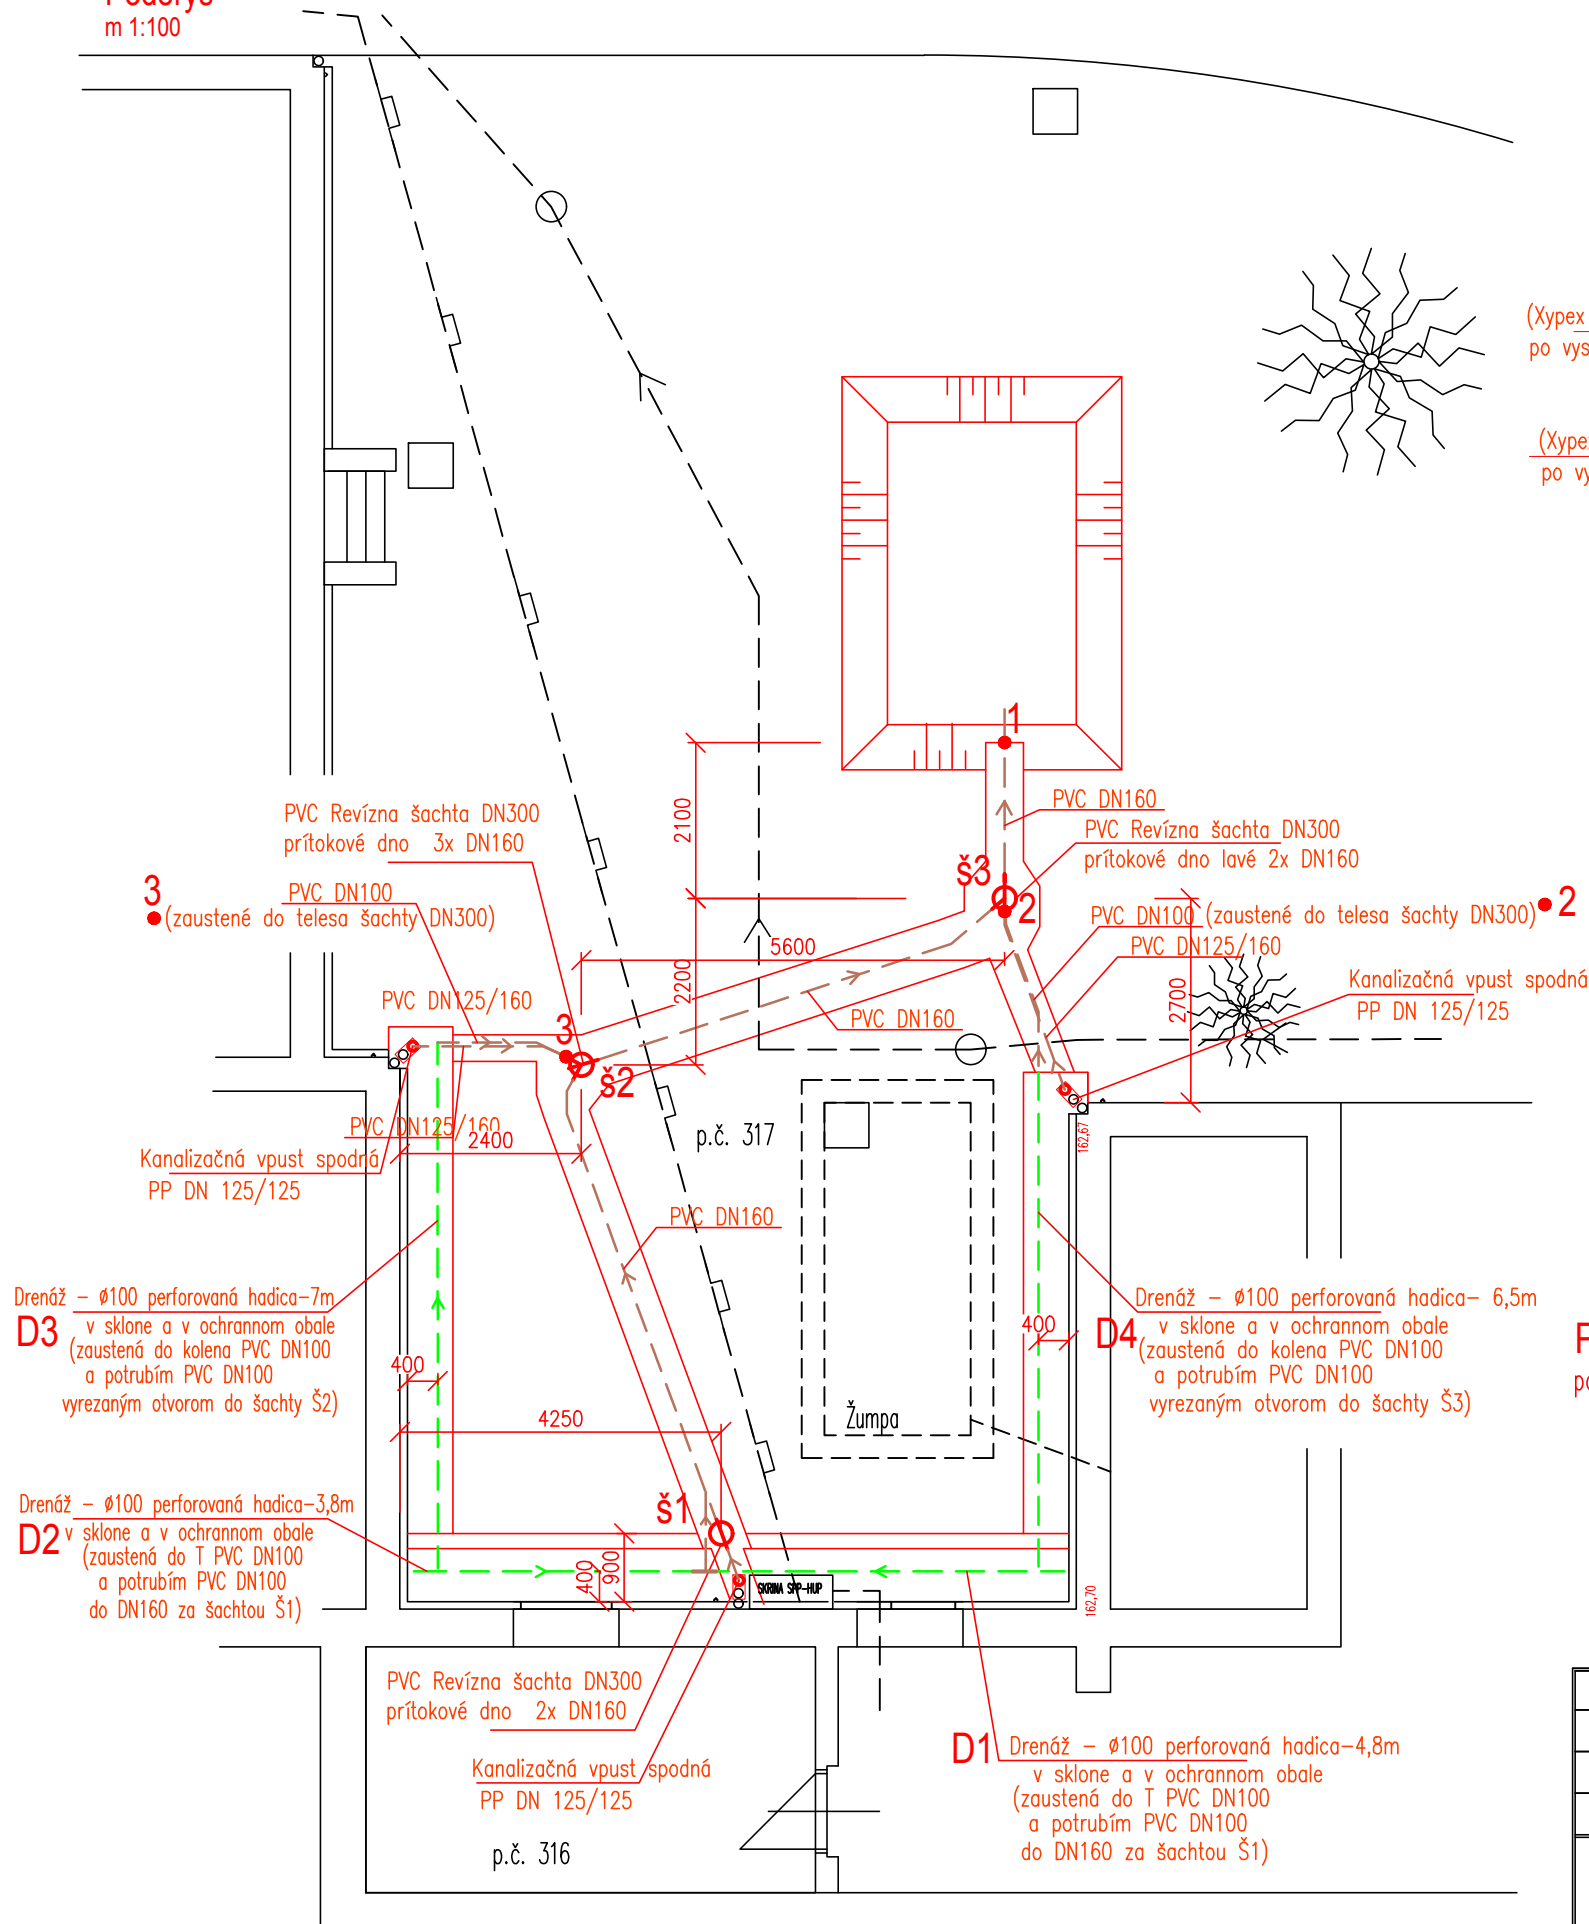 m 1:100
(Xypex
po vys
(Xype
po vy
1
PVC DN160
PVC Revízna šachta DN300
prítokové dno lavé 2x DN160
PVC Revízna šachta DN300
prítokové dno 3x DN160
2100
š3
2
3
(zaustené do telesa šachty DN300)
PVC DN100
PVC DN100 (zaustené do telesa šachty DN300)
2
PVC DN125/160
5600
2200
2700
Kanalizačná vpust spodná
PP DN 125/125
PVC DN125/160
PVC DN160
3
š2
PVC DN125/160
2400
p.č. 317
162,67
Kanalizačná vpust spodná
PP DN 125/125
PVC DN160
Drenáž - ø100 perforovaná hadica-7m
D3
v sklone a v ochrannom obale
(zaustená do kolena PVC DN100
a potrubím PVC DN100
vyrezaným otvorom do šachty Š2)
400
400
Drenáž - ø100 perforovaná hadica- 6,5m
D4
v sklone a v ochrannom obale
(zaustená do kolena PVC DN100
a potrubím PVC DN100
vyrezaným otvorom do šachty Š3)
P
po
4250
Žumpa
Drenáž - ø100 perforovaná hadica-3,8m
D2
v sklone a v ochrannom obale
(zaustená do T PVC DN100
a potrubím PVC DN100
do DN160 za šachtou Š1)
š1
400
900
SKRINA SPP-HUP
162,70
PVC Revízna šachta DN300
prítokové dno 2x DN160
Kanalizačná vpust spodná
PP DN 125/125
D1
Drenáž - ø100 perforovaná hadica-4,8m
v sklone a v ochrannom obale
(zaustená do T PVC DN100
a potrubím PVC DN100
do DN160 za šachtou Š1)
p.č. 316